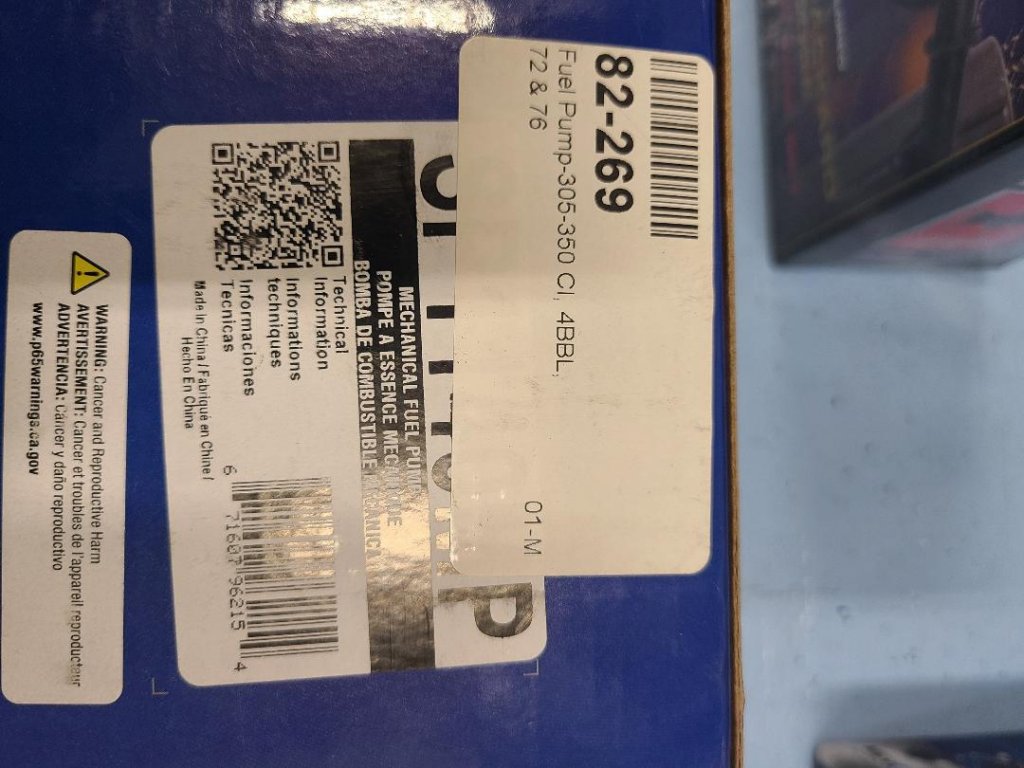 82-269
Fuel Pump-305-350 CI, 4BBL,
72 & 76
01-M
P
MECHANICAL FUEL PUMP
POMPE A ESSENCE MECANIQUE
BOMBA DE COMBUSTIBLE MECANICA
Technical
Information
Informations
techniques
Informaciones
Tecnicas
Made In China / Fabriqué en Chine /
Hecho En China
6 71607 96215 4
WARNING: Cancer and Reproductive Harm
AVERTISSEMENT: Cancer et troubles de l'appareil reproducteur
ADVERTENCIA: Cáncer y daño reproductivo
www.p65warnings.ca.gov